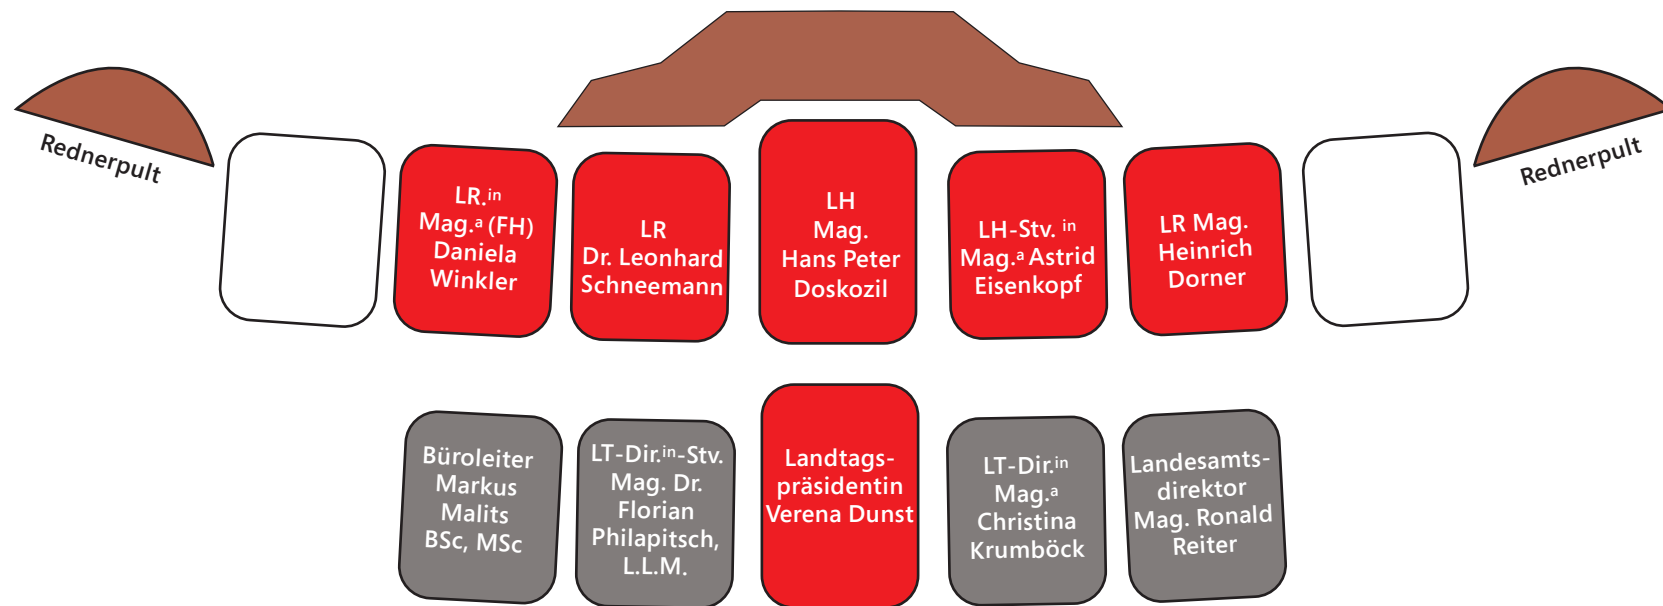 Rednerpult
LR.ⁱⁿ
Mag.ᵃ (FH)
Daniela
Winkler
LR
Dr. Leonhard
Schneemann
LH
Mag.
Hans Peter
Doskozil
LH-Stv. ⁱⁿ
Mag.ᵃ Astrid
Eisenkopf
LR Mag.
Heinrich
Dorner
Rednerpult
Büroleiter
Markus
Malits
BSc, MSc
LT-Dir.ⁱⁿ-Stv.
Mag. Dr.
Florian
Philapitsch,
L.L.M.
Landtags-
präsidentin
Verena Dunst
LT-Dir.ⁱⁿ
Mag.ᵃ
Christina
Krumböck
Landesamts-
direktor
Mag. Ronald
Reiter